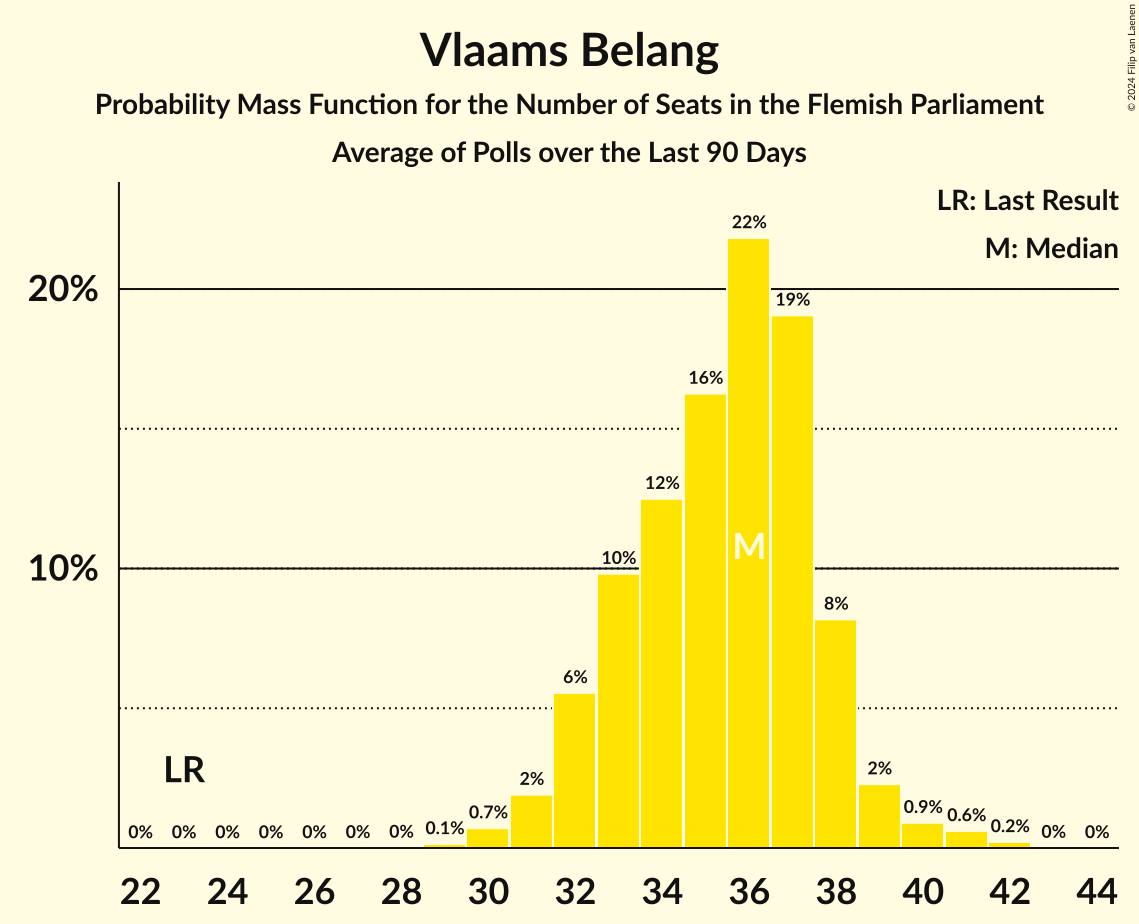 Vlaams Belang
Probability Mass Function for the Number of Seats in the Flemish Parliament
Average of Polls over the Last 90 Days
© 2024 Filip van Laenen
LR: Last Result
M: Median
20%
10%
0% 0% 0% 0% 0% 0% 0% 0.1% 0.7% 2% 6% 10% 12% 16% 22% 19% 8% 2% 0.9% 0.6% 0.2% 0% 0%
LR
M
22 24 26 28 30 32 34 36 38 40 42 44